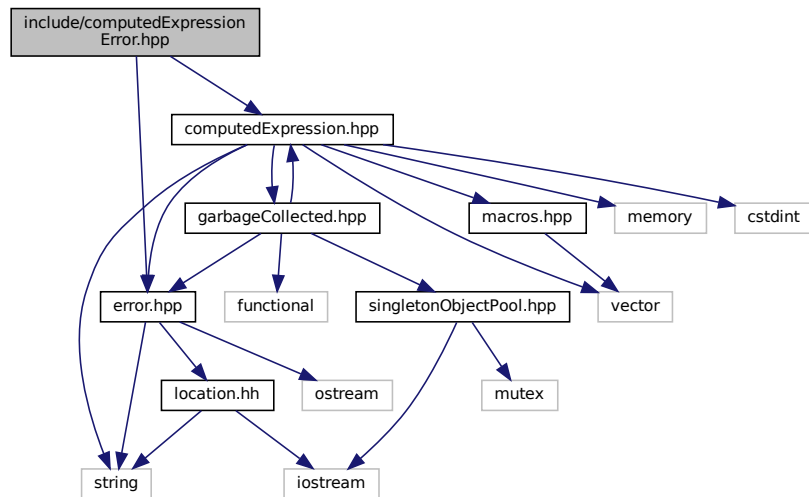 include/computedExpression
Error.hpp
computedExpression.hpp
garbageCollected.hpp
macros.hpp
memory
cstdint
error.hpp
functional
singletonObjectPool.hpp
vector
location.hh
ostream
mutex
string
iostream